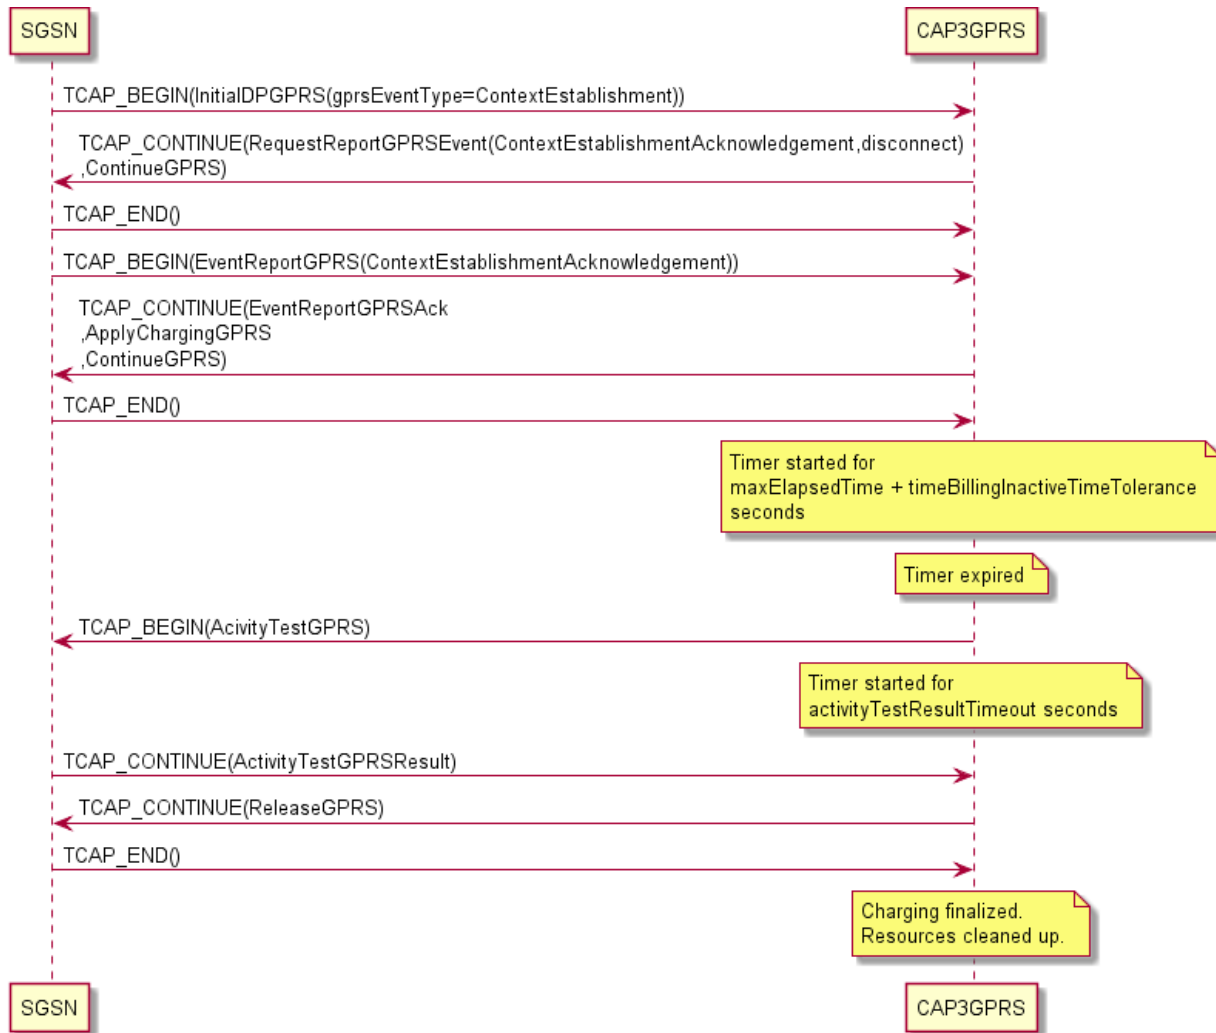 SGSN
CAP3GPRS
TCAP_BEGIN(InitialDPGPRS(gprsEventType=ContextEstablishment))
TCAP_CONTINUE(RequestReportGPRSEvent(ContextEstablishmentAcknowledgement,disconnect)
,ContinueGPRS)
TCAP_END()
TCAP_BEGIN(EventReportGPRS(ContextEstablishmentAcknowledgement))
TCAP_CONTINUE(EventReportGPRSAck
,ApplyChargingGPRS
,ContinueGPRS)
TCAP_END()
Timer started for
maxElapsedTime + timeBillingInactiveTimeTolerance
seconds
Timer expired
TCAP_BEGIN(AcivityTestGPRS)
Timer started for
activityTestResultTimeout seconds
TCAP_CONTINUE(ActivityTestGPRSResult)
TCAP_CONTINUE(ReleaseGPRS)
TCAP_END()
Charging finalized.
Resources cleaned up.
SGSN
CAP3GPRS